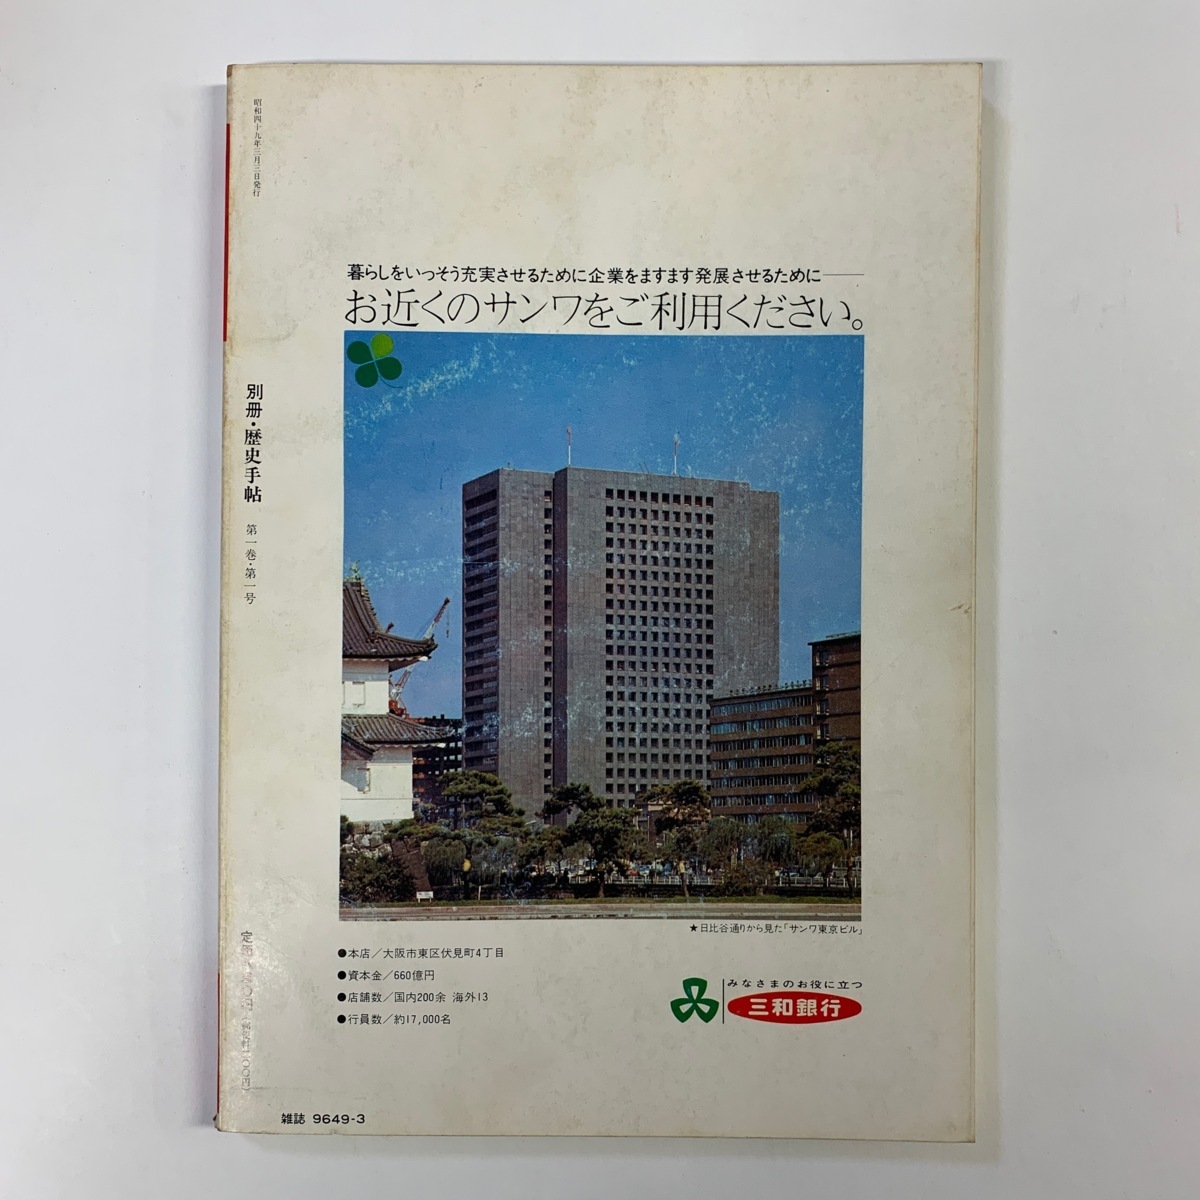 昭和四十九年三月三日発行
別冊・歴史手帖 第一巻・第一号
暮らしをいっそう充実させるために企業をますます発展させるために——
お近くのサンワをご利用ください。
★日比谷通りから見た「サンワ東京ビル」
●本店/大阪市東区伏見町4丁目
●資本金/660億円
●店舗数/国内200余 海外13
●行員数/約17,000名
みなさまのお役に立つ
三和銀行
雑誌 9649-3